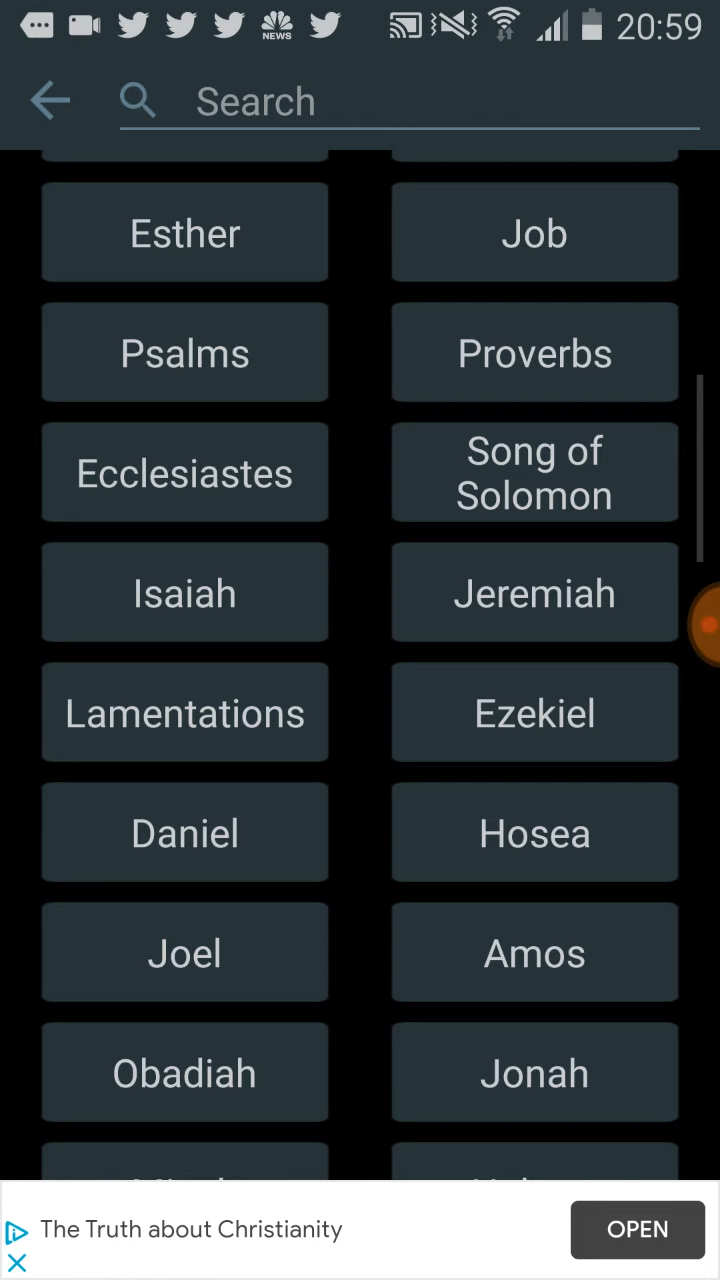 NEWS
20:59
Search
Esther
Job
Psalms
Proverbs
Ecclesiastes
Song of
Solomon
Isaiah
Jeremiah
Lamentations
Ezekiel
Daniel
Hosea
Joel
Amos
Obadiah
Jonah
The Truth about Christianity
OPEN